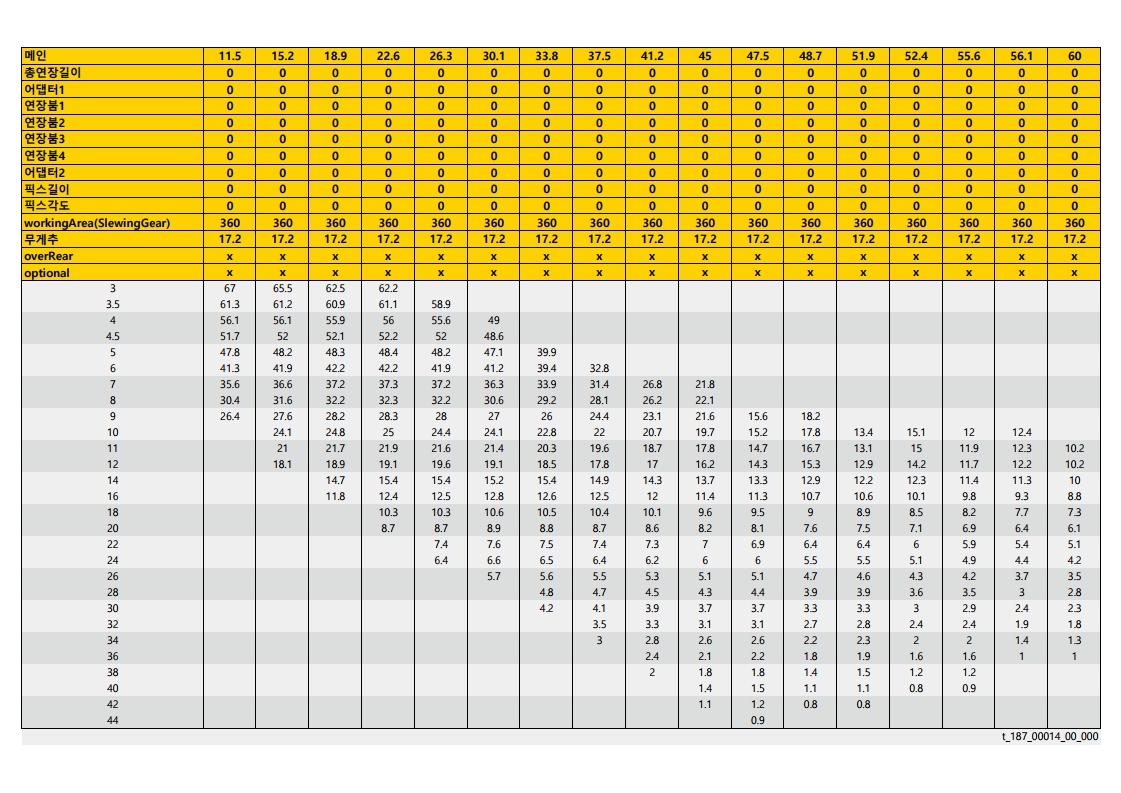 메인 11.5 15.2 18.9 22.6 26.3 30.1 33.8 37.5 41.2 45 47.5 48.7 51.9 52.4 55.6 56.1 60
총연장길이 0 0 0 0 0 0 0 0 0 0 0 0 0 0 0 0 0
어댑터1 0 0 0 0 0 0 0 0 0 0 0 0 0 0 0 0 0
연장붐1 0 0 0 0 0 0 0 0 0 0 0 0 0 0 0 0 0
연장붐2 0 0 0 0 0 0 0 0 0 0 0 0 0 0 0 0 0
연장붐3 0 0 0 0 0 0 0 0 0 0 0 0 0 0 0 0 0
연장붐4 0 0 0 0 0 0 0 0 0 0 0 0 0 0 0 0 0
어댑터2 0 0 0 0 0 0 0 0 0 0 0 0 0 0 0 0 0
픽스길이 0 0 0 0 0 0 0 0 0 0 0 0 0 0 0 0 0
픽스각도 0 0 0 0 0 0 0 0 0 0 0 0 0 0 0 0 0
workingArea(SlewingGear) 360 360 360 360 360 360 360 360 360 360 360 360 360 360 360 360 360
무게추 17.2 17.2 17.2 17.2 17.2 17.2 17.2 17.2 17.2 17.2 17.2 17.2 17.2 17.2 17.2 17.2 17.2
overRear x x x x x x x x x x x x x x x x x
optional x x x x x x x x x x x x x x x x x
3 67 65.5 62.5 62.2
3.5 61.3 61.2 60.9 61.1 58.9
4 56.1 56.1 55.9 56 55.6 49
4.5 51.7 52 52.1 52.2 52 48.6
5 47.8 48.2 48.3 48.4 48.2 47.1 39.9
6 41.3 41.9 42.2 42.2 41.9 41.2 39.4 32.8
7 35.6 36.6 37.2 37.3 37.2 36.3 33.9 31.4 26.8 21.8
8 30.4 31.6 32.2 32.3 32.2 30.6 29.2 28.1 26.2 22.1
9 26.4 27.6 28.2 28.3 28 27 26 24.4 23.1 21.6 15.6 18.2
10 24.1 24.8 25 24.4 24.1 22.8 22 20.7 19.7 15.2 17.8 13.4 15.1 12 12.4
11 21 21.7 21.9 21.6 21.4 20.3 19.6 18.7 17.8 14.7 16.7 13.1 15 11.9 12.3 10.2
12 18.1 18.9 19.1 19.6 19.1 18.5 17.8 17 16.2 14.3 15.3 12.9 14.2 11.7 12.2 10.2
14 14.7 15.4 15.4 15.2 15.4 14.9 14.3 13.7 13.3 12.9 12.2 12.3 11.4 11.3 10
16 11.8 12.4 12.5 12.8 12.6 12.5 12 11.4 11.3 10.7 10.6 10.1 9.8 9.3 8.8
18 10.3 10.3 10.6 10.5 10.4 10.1 9.6 9.5 9 8.9 8.5 8.2 7.7 7.3
20 8.7 8.7 8.9 8.8 8.7 8.6 8.2 8.1 7.6 7.5 7.1 6.9 6.4 6.1
22 7.4 7.6 7.5 7.4 7.3 7 6.9 6.4 6.4 6 5.9 5.4 5.1
24 6.4 6.6 6.5 6.4 6.2 6 6 5.5 5.5 5.1 4.9 4.4 4.2
26 5.7 5.6 5.5 5.3 5.1 5.1 4.7 4.6 4.3 4.2 3.7 3.5
28 4.8 4.7 4.5 4.3 4.4 3.9 3.9 3.6 3.5 3 2.8
30 4.2 4.1 3.9 3.7 3.7 3.3 3.3 3 2.9 2.4 2.3
32 3.5 3.3 3.1 3.1 2.7 2.8 2.4 2.4 1.9 1.8
34 3 2.8 2.6 2.6 2.2 2.3 2 2 1.4 1.3
36 2.4 2.1 2.2 1.8 1.9 1.6 1.6 1 1
38 2 1.8 1.8 1.4 1.5 1.2 1.2
40 1.4 1.5 1.1 1.1 0.8 0.9
42 1.1 1.2 0.8 0.8
44 0.9
t_187_00014_00_000